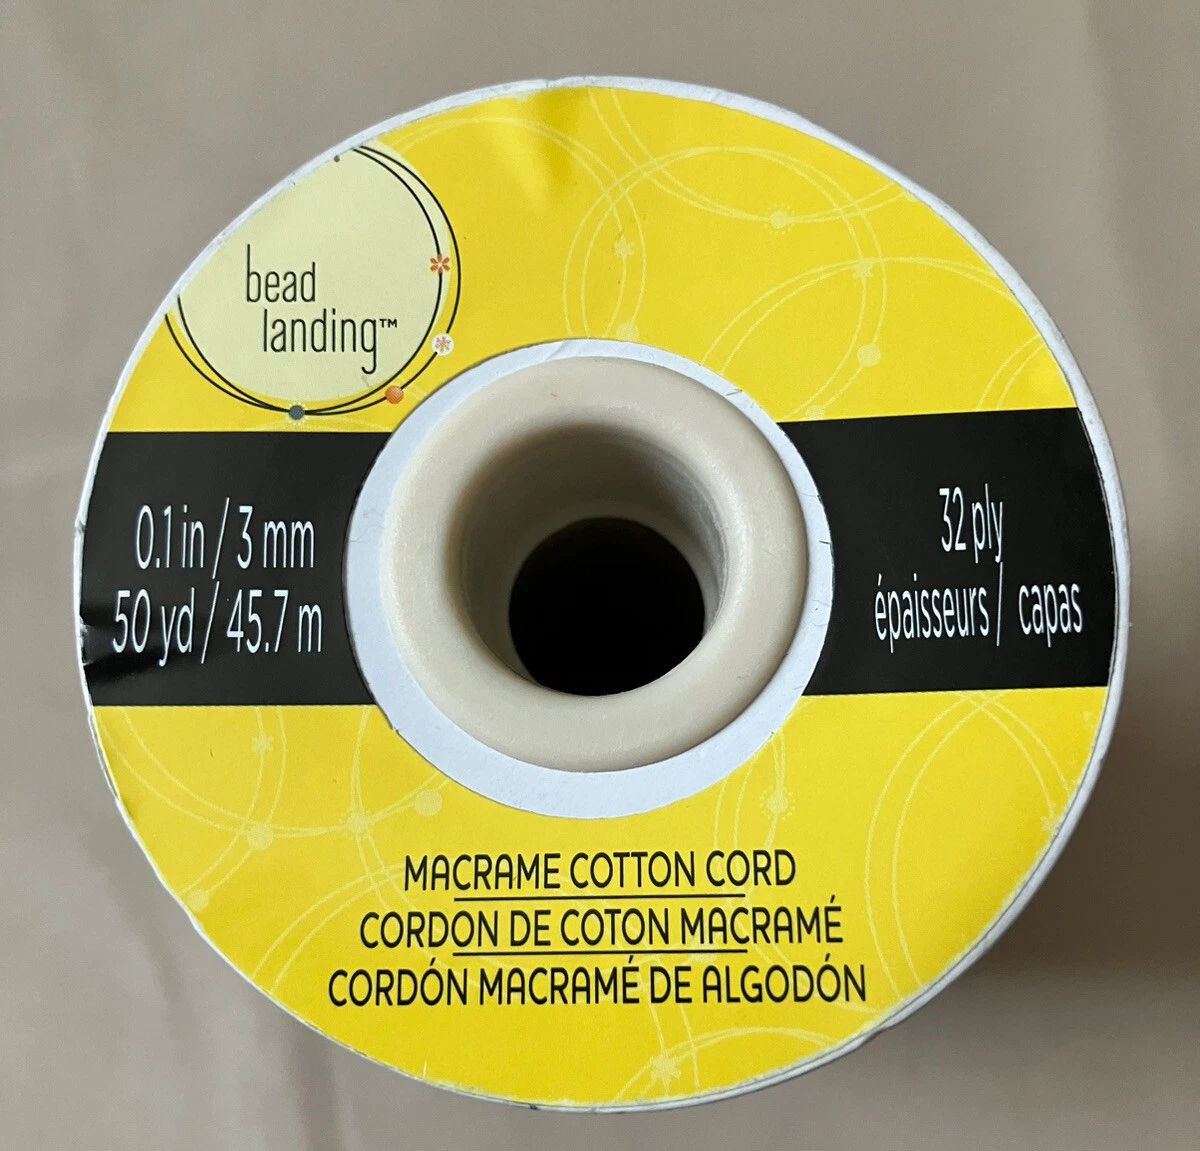 bead
landing™
0.1 in / 3 mm
50 yd / 45.7 m
32 ply
épaisseurs / capas
MACRAME COTTON CORD
CORDON DE COTON MACRAMÉ
CORDÓN MACRAMÉ DE ALGODÓN